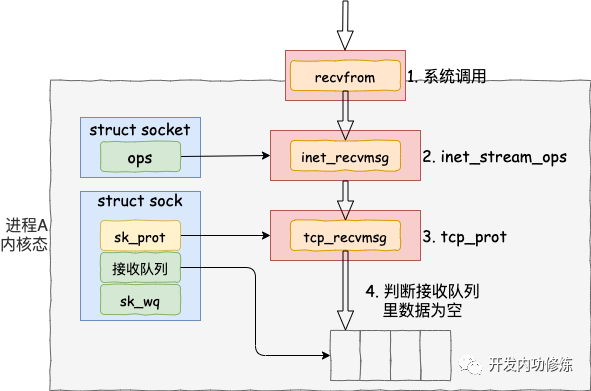 recvfrom
1. 系统调用
struct socket
ops
inet_recvmsg
2. inet_stream_ops
struct sock
进程A
内核态
sk_prot
tcp_recvmsg
3. tcp_prot
接收队列
sk_wq
4. 判断接收队列
里数据为空
开发内功修炼